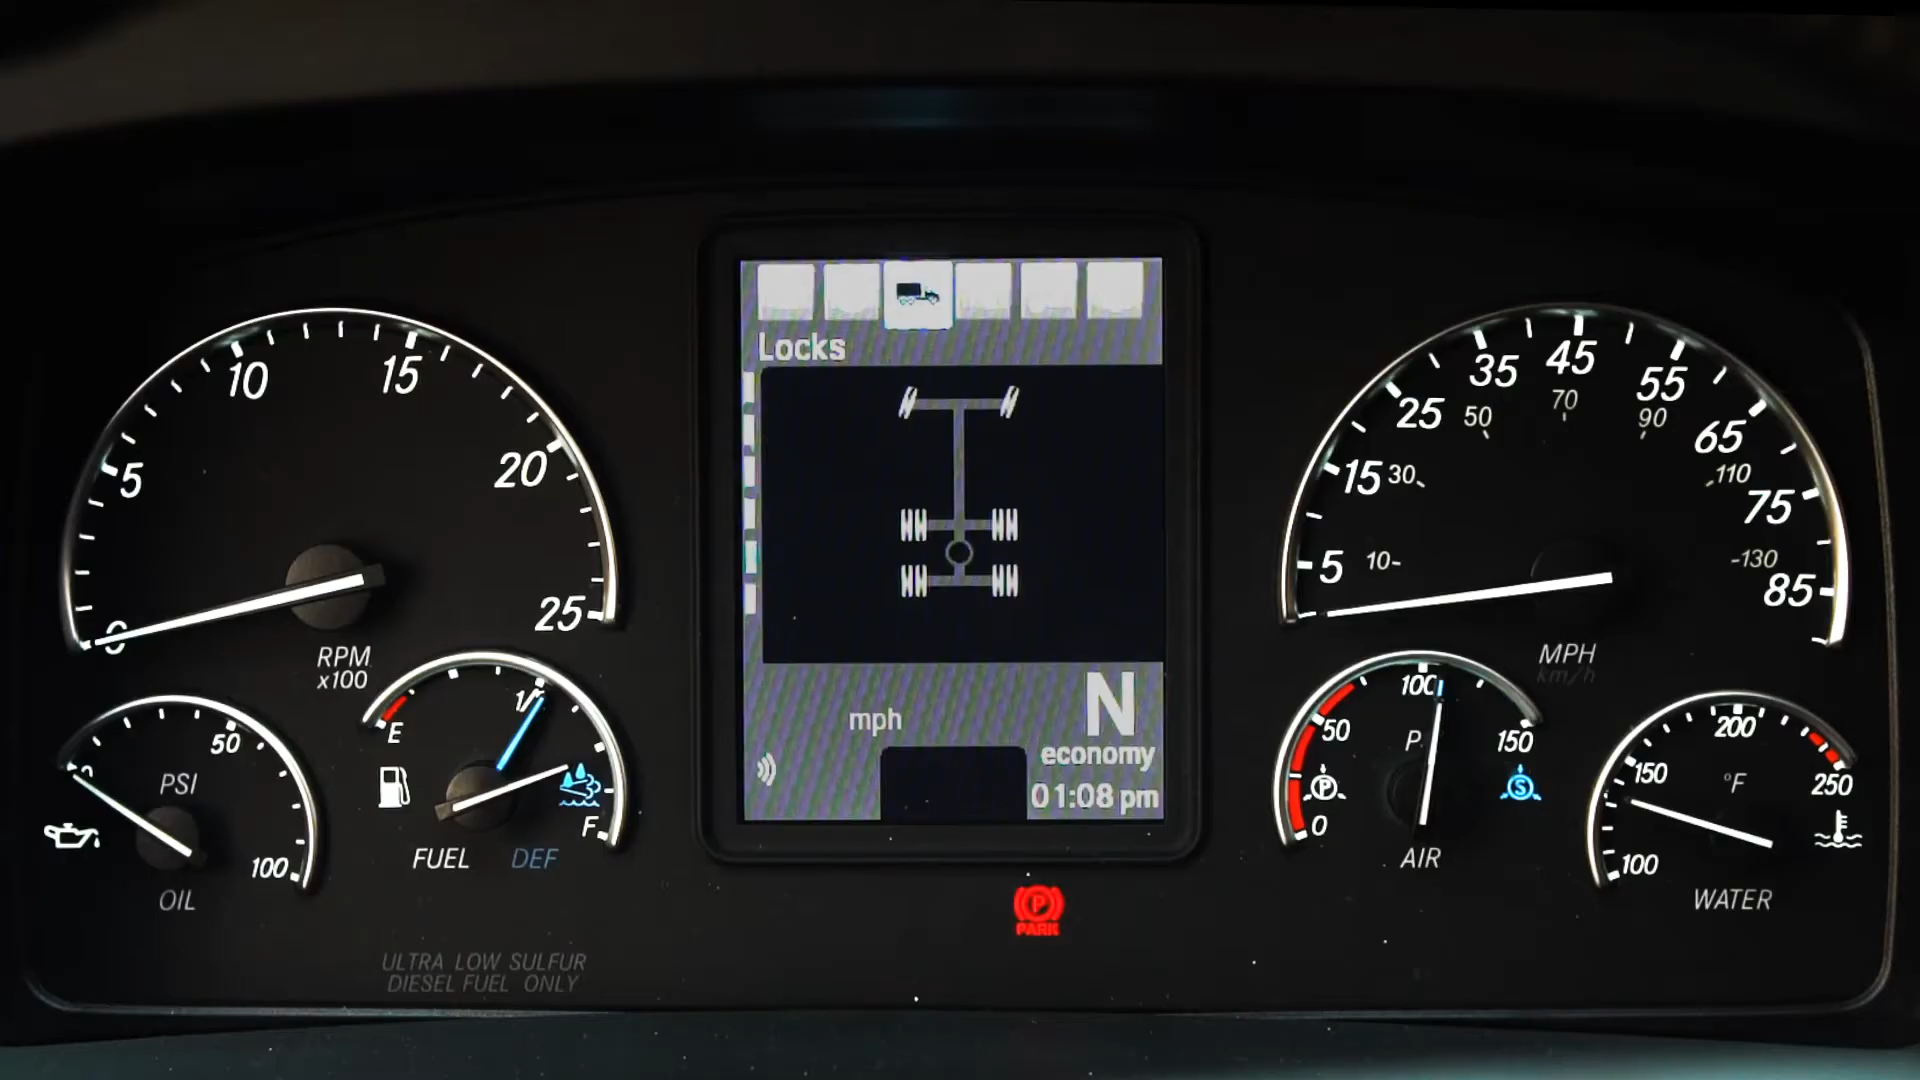 Locks
mph
N
economy
01:08 pm
0
5
10
15
20
25
RPM
x100
5
15
25
35
45
55
65
75
85
10
30
50
70
90
110
130
MPH
km/h
50
100
PSI
OIL
E
F
FUEL
DEF
0
50
100
150
P
S
AIR
100
150
200
250
°F
WATER
P
PARK
ULTRA LOW SULFUR
DIESEL FUEL ONLY